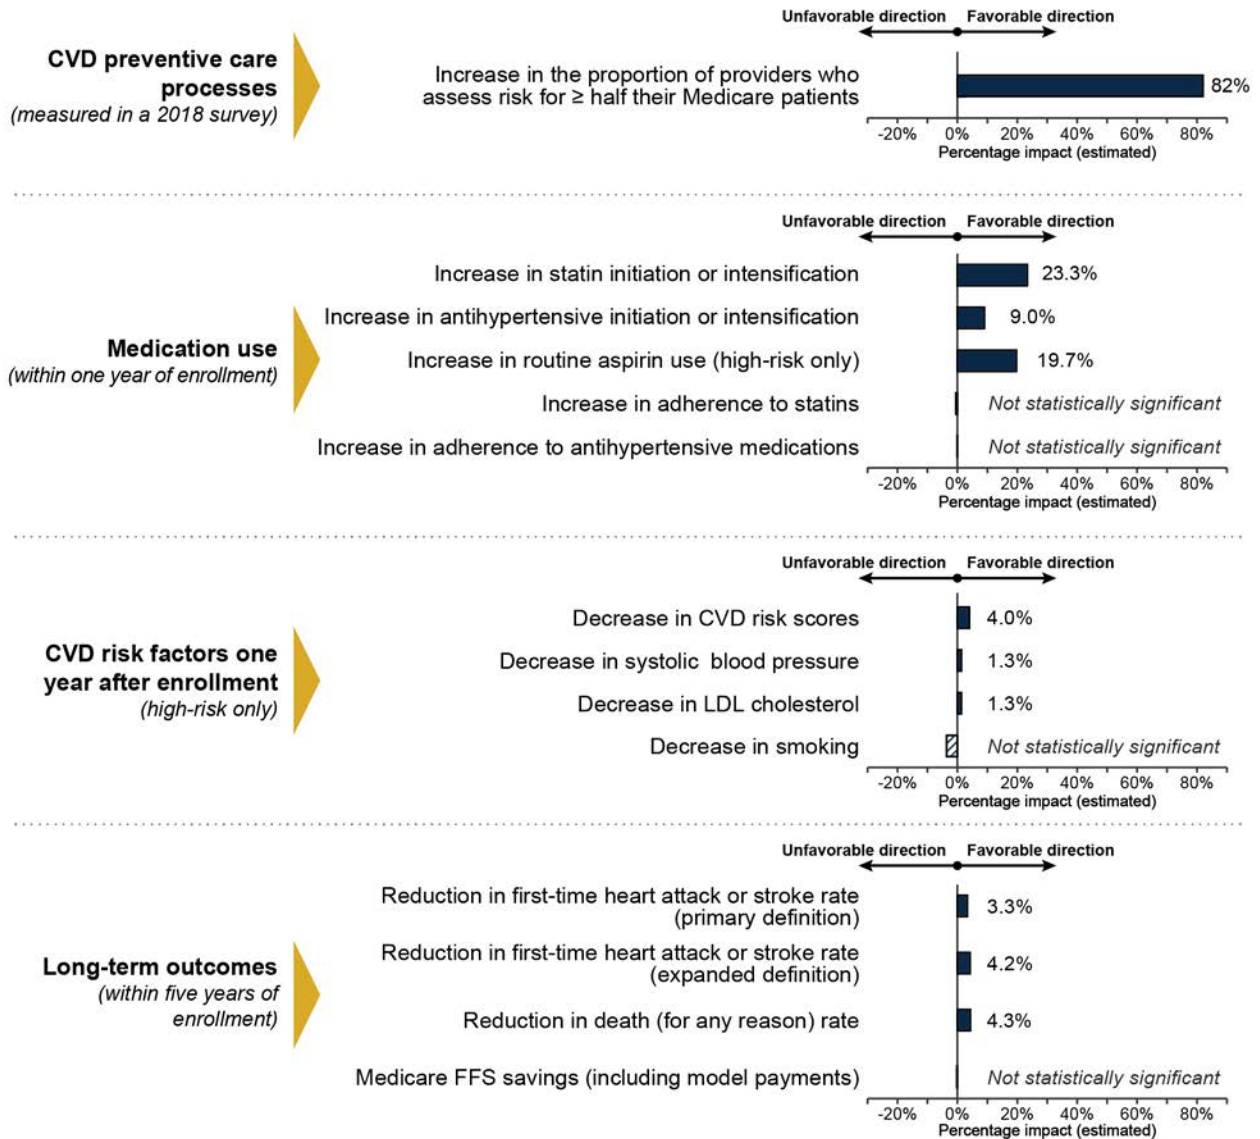 Unfavorable direction Favorable direction
CVD preventive care
processes
(measured in a 2018 survey)
Increase in the proportion of providers who
assess risk for ≥ half their Medicare patients
82%
-20% 0% 20% 40% 60% 80%
Percentage impact (estimated)
Unfavorable direction Favorable direction
Medication use
(within one year of enrollment)
Increase in statin initiation or intensification 23.3%
Increase in antihypertensive initiation or intensification 9.0%
Increase in routine aspirin use (high-risk only) 19.7%
Increase in adherence to statins Not statistically significant
Increase in adherence to antihypertensive medications Not statistically significant
-20% 0% 20% 40% 60% 80%
Percentage impact (estimated)
Unfavorable direction Favorable direction
CVD risk factors one
year after enrollment
(high-risk only)
Decrease in CVD risk scores 4.0%
Decrease in systolic blood pressure 1.3%
Decrease in LDL cholesterol 1.3%
Decrease in smoking Not statistically significant
-20% 0% 20% 40% 60% 80%
Percentage impact (estimated)
Unfavorable direction Favorable direction
Long-term outcomes
(within five years of
enrollment)
Reduction in first-time heart attack or stroke rate
(primary definition)
3.3%
Reduction in first-time heart attack or stroke rate
(expanded definition)
4.2%
Reduction in death (for any reason) rate 4.3%
Medicare FFS savings (including model payments) Not statistically significant
-20% 0% 20% 40% 60% 80%
Percentage impact (estimated)